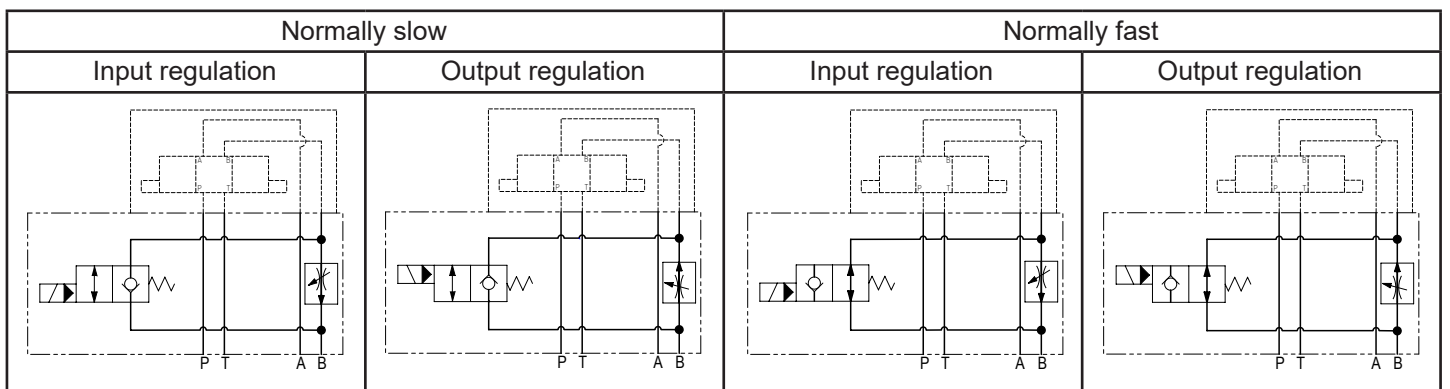 Normally slow Normally fast
Input regulation Output regulation Input regulation Output regulation
A B A B A B A B
P T P T P T P T
P T A B P T A B P T A B P T A B